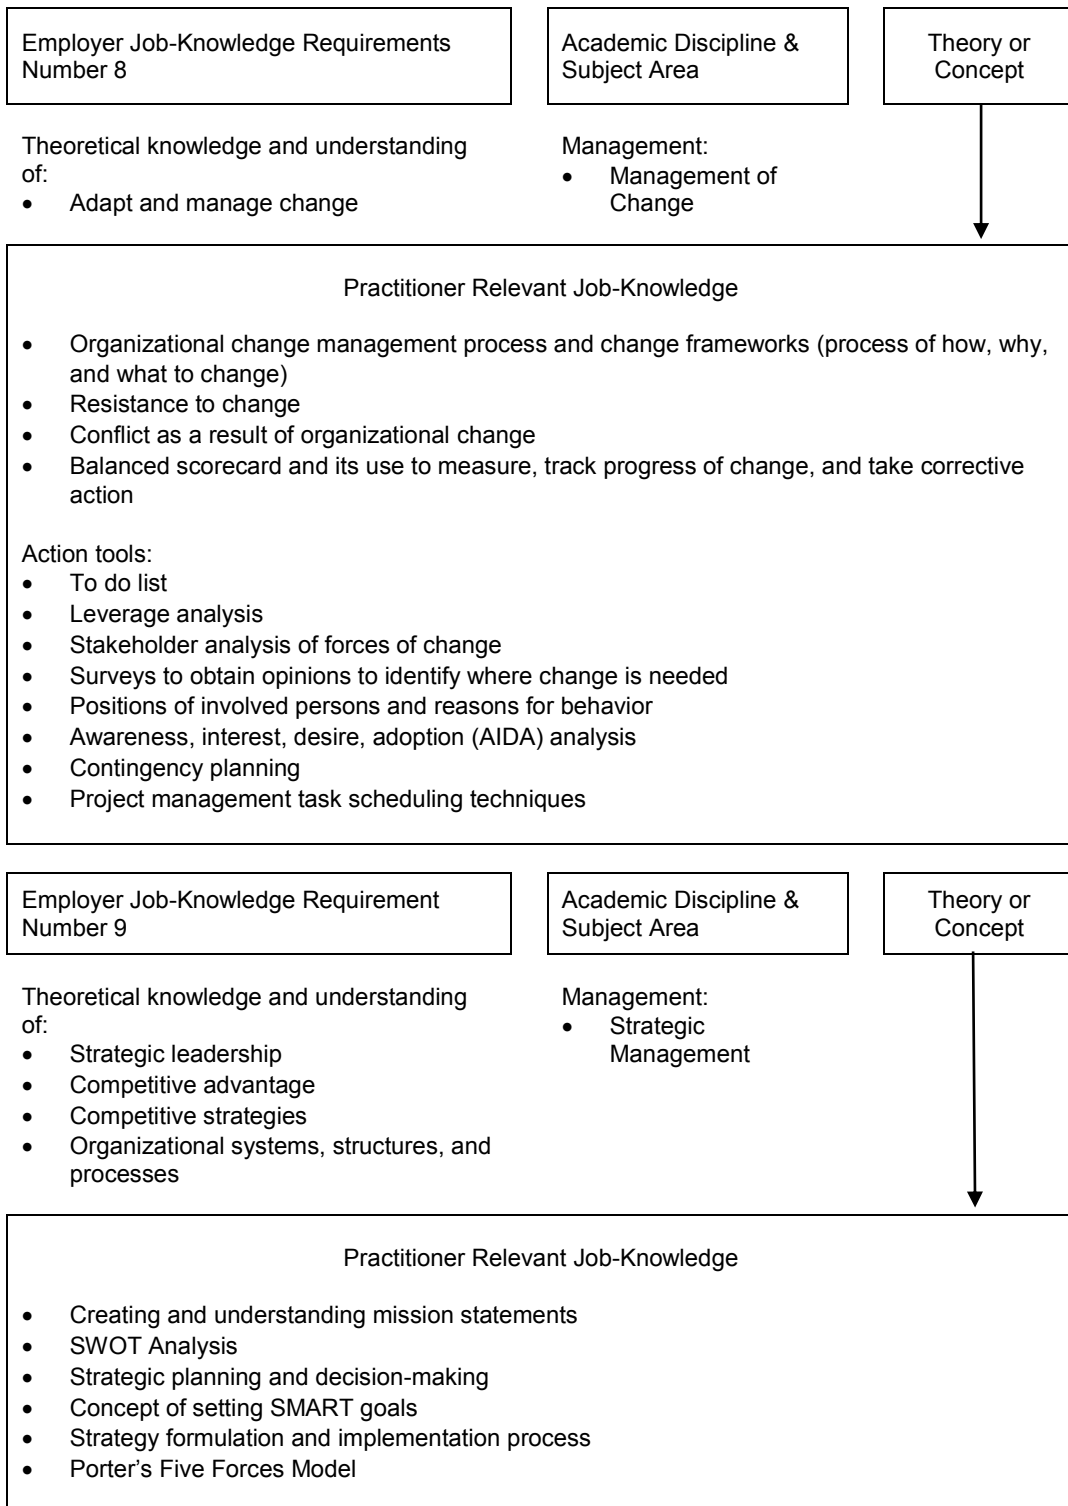 Employer Job-Knowledge Requirements
Number 8
Academic Discipline &
Subject Area
Theory or
Concept
Theoretical knowledge and understanding
of:
• Adapt and manage change
Management:
• Management of
Change
Practitioner Relevant Job-Knowledge
• Organizational change management process and change frameworks (process of how, why,
and what to change)
• Resistance to change
• Conflict as a result of organizational change
• Balanced scorecard and its use to measure, track progress of change, and take corrective
action
Action tools:
• To do list
• Leverage analysis
• Stakeholder analysis of forces of change
• Surveys to obtain opinions to identify where change is needed
• Positions of involved persons and reasons for behavior
• Awareness, interest, desire, adoption (AIDA) analysis
• Contingency planning
• Project management task scheduling techniques
Employer Job-Knowledge Requirement
Number 9
Academic Discipline &
Subject Area
Theory or
Concept
Theoretical knowledge and understanding
of:
• Strategic leadership
• Competitive advantage
• Competitive strategies
• Organizational systems, structures, and
processes
Management:
• Strategic
Management
Practitioner Relevant Job-Knowledge
• Creating and understanding mission statements
• SWOT Analysis
• Strategic planning and decision-making
• Concept of setting SMART goals
• Strategy formulation and implementation process
• Porter’s Five Forces Model